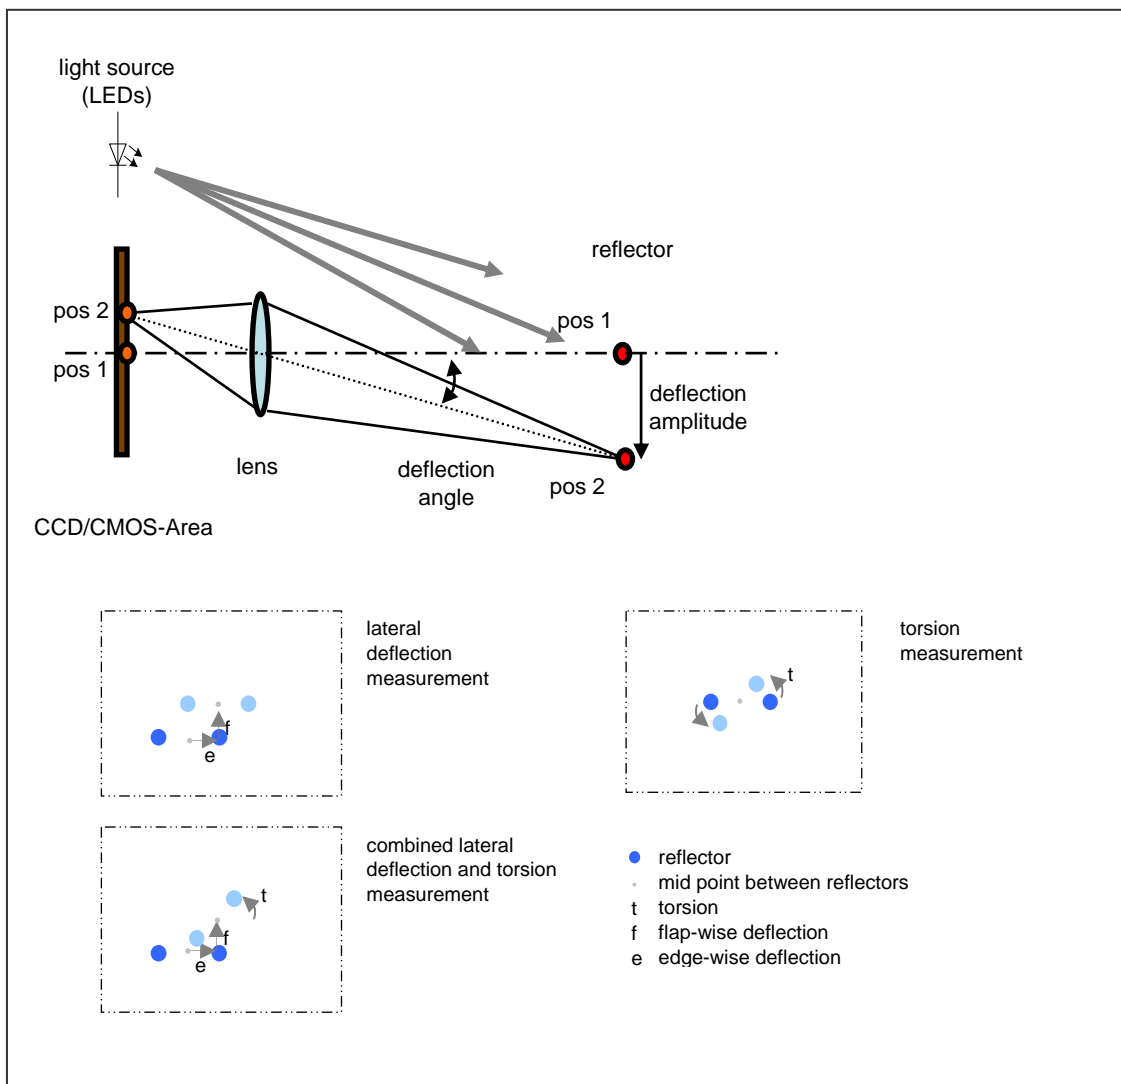 light source
(LEDs)
reflector
pos 2
pos 1
pos 1
deflection
amplitude
lens
deflection
angle
pos 2
CCD/CMOS-Area
lateral
deflection
measurement
f
e
torsion
measurement
t
combined lateral
deflection and torsion
measurement
t
f
e
reflector
mid point between reflectors
t torsion
f flap-wise deflection
e edge-wise deflection